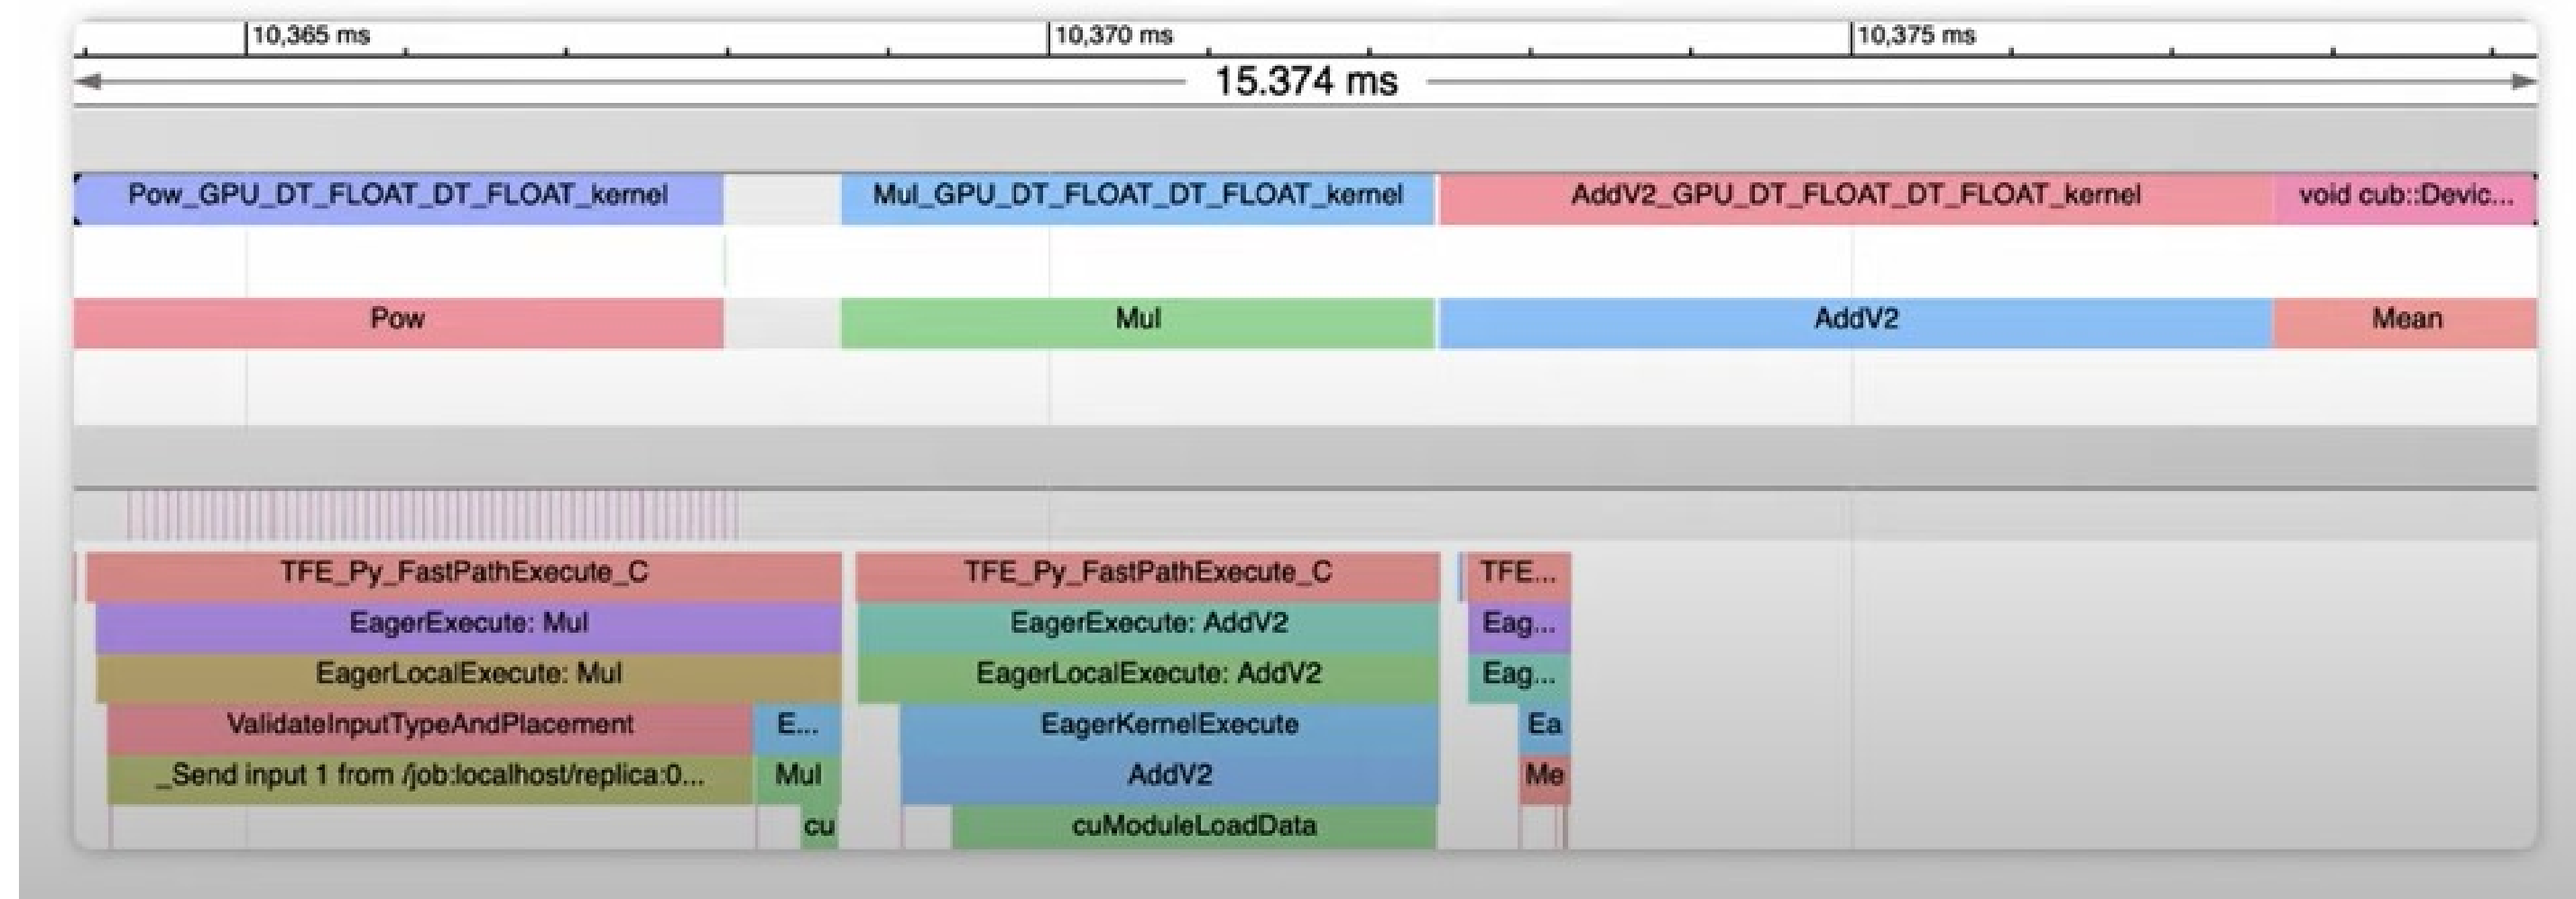 10,365 ms 10,370 ms 10,375 ms
15.374 ms
Pow_GPU_DT_FLOAT_DT_FLOAT_kernel Mul_GPU_DT_FLOAT_DT_FLOAT_kernel AddV2_GPU_DT_FLOAT_DT_FLOAT_kernel void cub::Devic...
Pow Mul AddV2 Mean
TFE_Py_FastPathExecute_C TFE_Py_FastPathExecute_C TFE...
EagerExecute: Mul EagerExecute: AddV2 Eag...
EagerLocalExecute: Mul EagerLocalExecute: AddV2 Eag...
ValidateInputTypeAndPlacement E... EagerKernelExecute Ea
_Send input 1 from /job:localhost/replica:0... Mul AddV2 Me
cu cuModuleLoadData